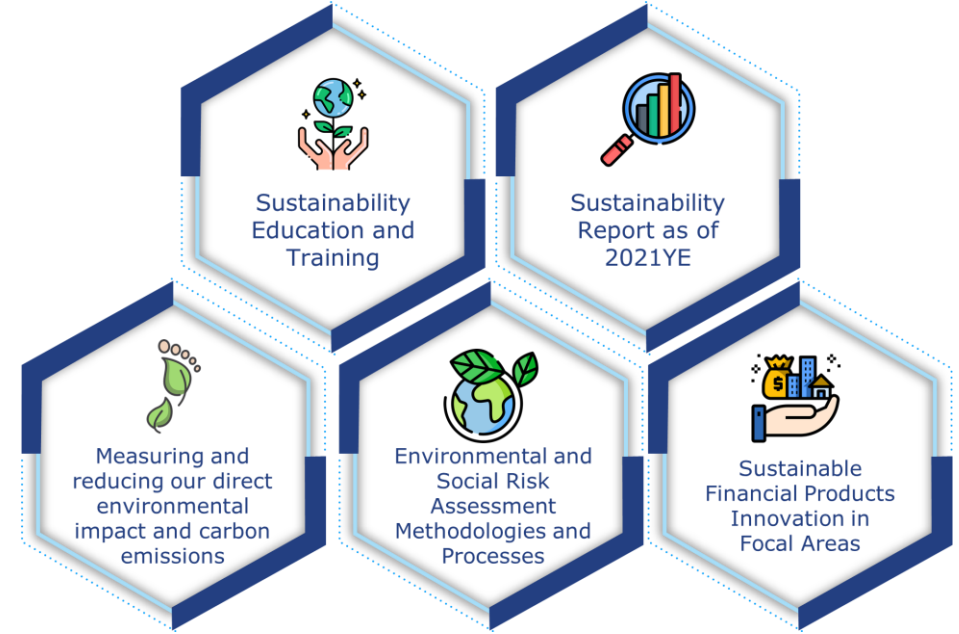 Sustainability
Education and
Training
Sustainability
Report as of
2021YE
Measuring and
reducing our direct
environmental
impact and carbon
emissions
Environmental and
Social Risk
Assessment
Methodologies and
Processes
Sustainable
Financial Products
Innovation in
Focal Areas